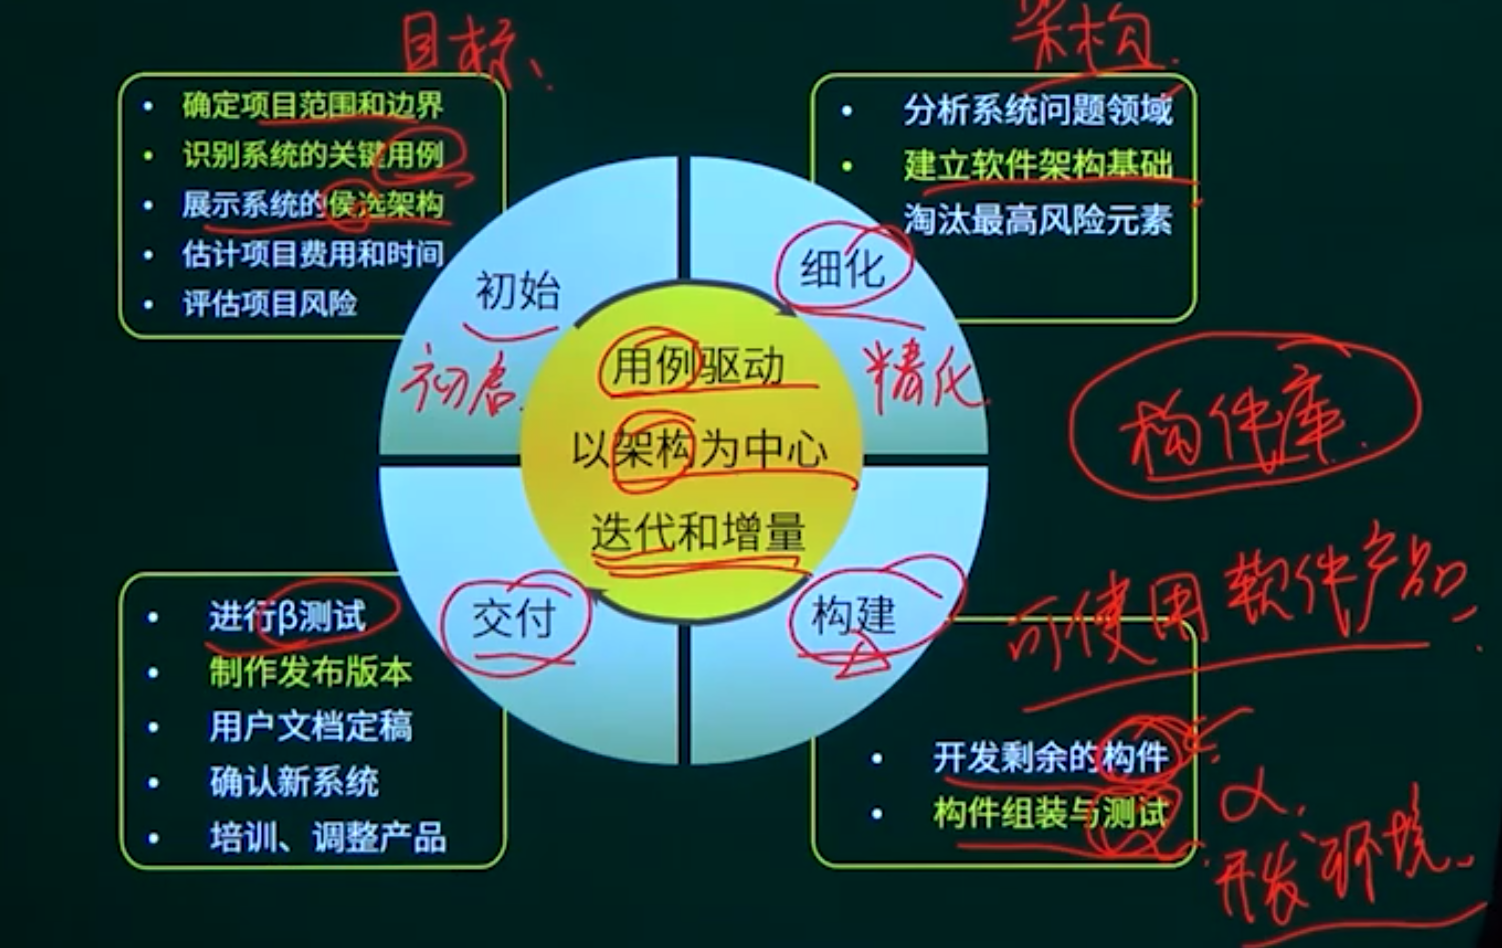 目标、
架构.
• 确定项目范围和边界
• 识别系统的关键用例
• 展示系统的侯选架构
• 估计项目费用和时间
• 评估项目风险
• 分析系统问题领域
• 建立软件架构基础
淘汰最高风险元素
初始
细化
初启.
精化
用例驱动
以架构为中心
迭代和增量
构件库.
交付
构建
可使用软件产品
• 进行β测试
• 制作发布版本
• 用户文档定稿
• 确认新系统
• 培训、调整产品
• 开发剩余的构件
• 构件组装与测试
α.
开发环境.